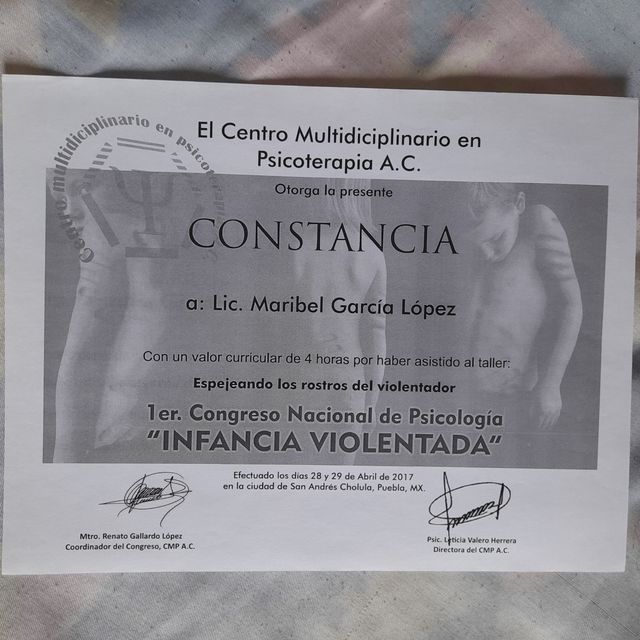 Centro multidiciplinario en psicoter
El Centro Multidiciplinario en
Psicoterapia A.C.
Otorga la presente
CONSTANCIA
a: Lic. Maribel García López
Con un valor curricular de 4 horas por haber asistido al taller:
Espejeando los rostros del violentador
1er. Congreso Nacional de Psicología
"INFANCIA VIOLENTADA"
Efectuado los días 28 y 29 de Abril de 2017
en la ciudad de San Andrés Cholula, Puebla, MX.
Mtro. Renato Gallardo López
Coordinador del Congreso, CMP A.C.
Psic. Leticia Valero Herrera
Directora del CMP A.C.